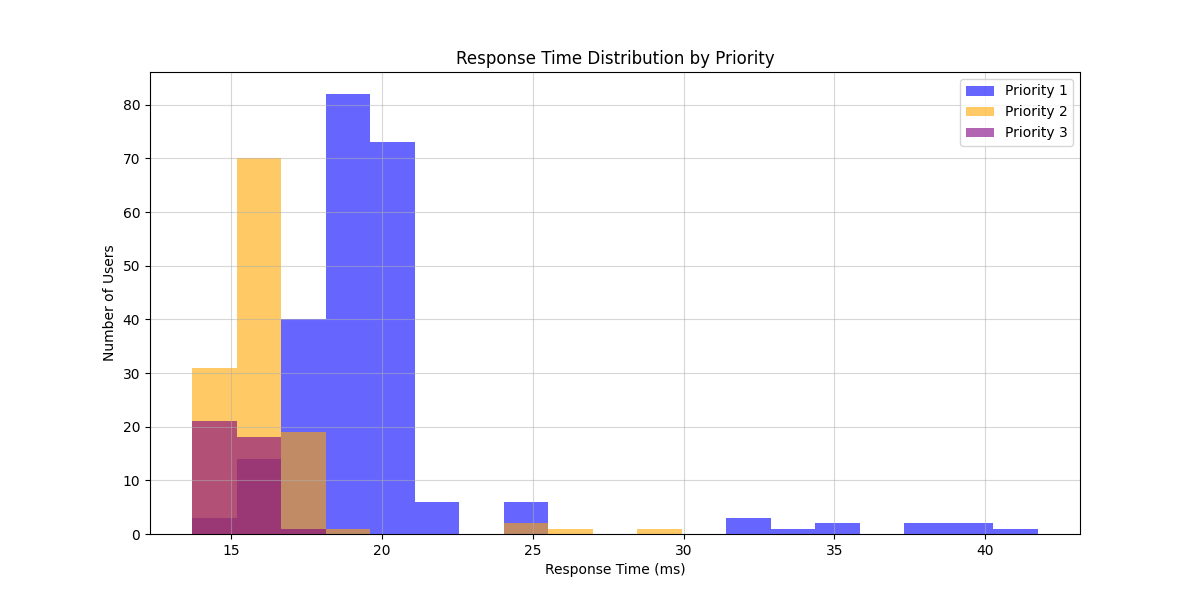 Response Time Distribution by Priority
Priority 1
Priority 2
Priority 3
Number of Users
80
70
60
50
40
30
20
10
0
15 20 25 30 35 40
Response Time (ms)